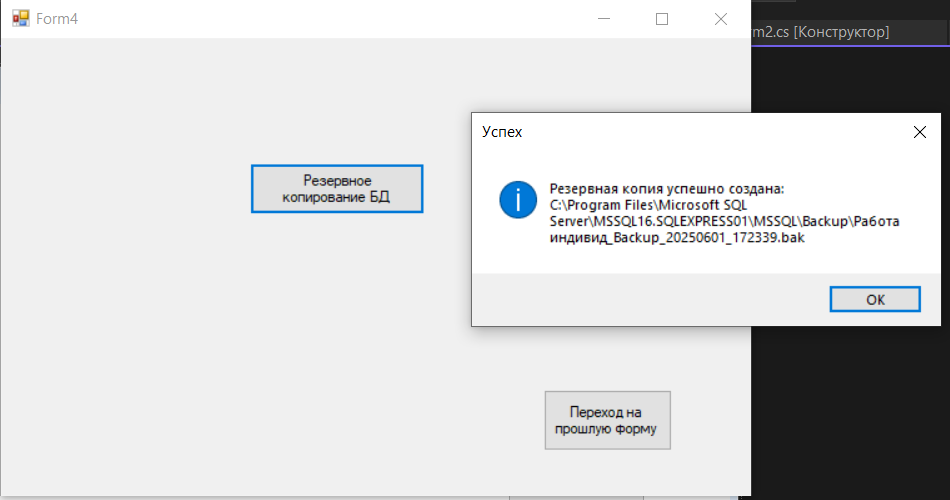 Form4
m2.cs [Конструктор]
Успех
Резервное
копирование БД
Резервная копия успешно создана:
C:\Program Files\Microsoft SQL
Server\MSSQL16.SQLEXPRESS01\MSSQL\Backup\Работа
индивид_Backup_20250601_172339.bak
OK
Переход на
прошлую форму